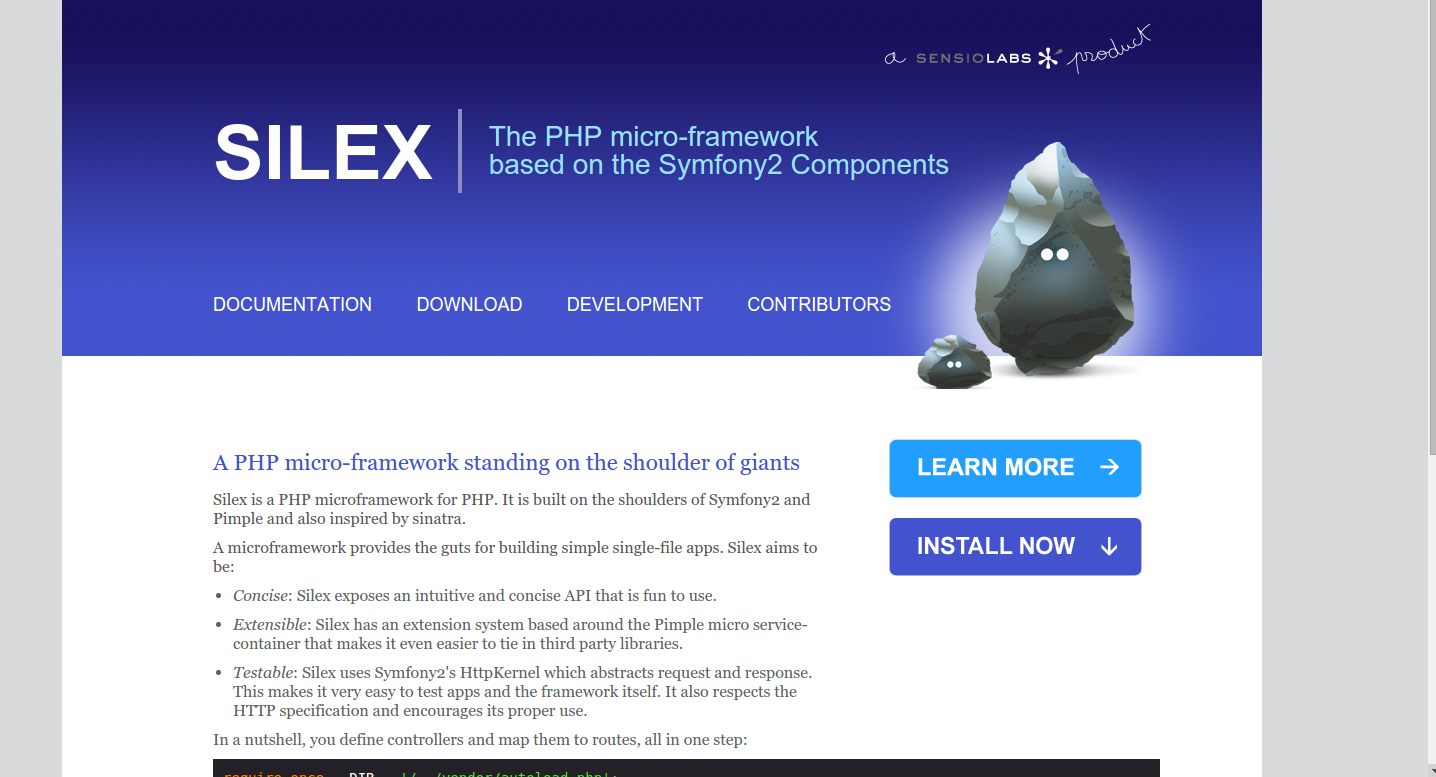 a SENSIOLABS product
SILEX
The PHP micro-framework
based on the Symfony2 Components
DOCUMENTATION DOWNLOAD DEVELOPMENT CONTRIBUTORS
A PHP micro-framework standing on the shoulder of giants
LEARN MORE
Silex is a PHP microframework for PHP. It is built on the shoulders of Symfony2 and
Pimple and also inspired by sinatra.
INSTALL NOW
A microframework provides the guts for building simple single-file apps. Silex aims to
be:
• Concise: Silex exposes an intuitive and concise API that is fun to use.
• Extensible: Silex has an extension system based around the Pimple micro service-
container that makes it even easier to tie in third party libraries.
• Testable: Silex uses Symfony2's HttpKernel which abstracts request and response.
This makes it very easy to test apps and the framework itself. It also respects the
HTTP specification and encourages its proper use.
In a nutshell, you define controllers and map them to routes, all in one step: